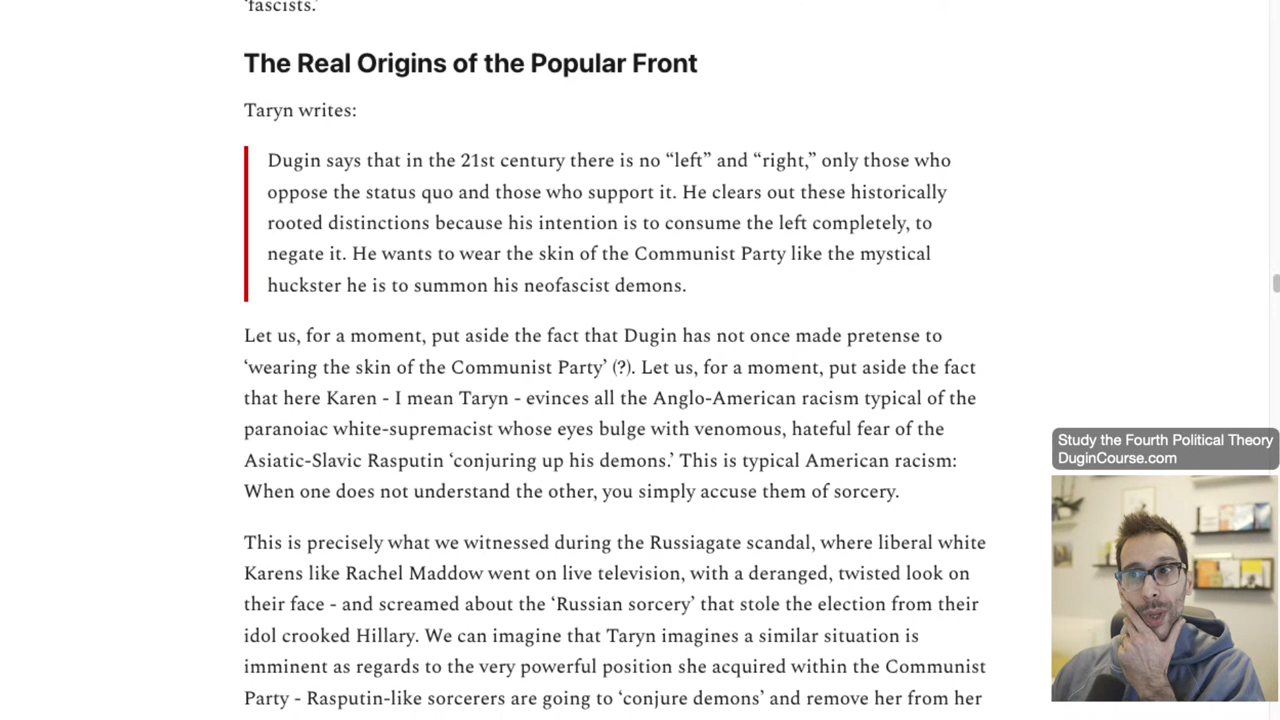 'fascists.'
The Real Origins of the Popular Front
Taryn writes:
Dugin says that in the 21st century there is no “left” and “right,” only those who
oppose the status quo and those who support it. He clears out these historically
rooted distinctions because his intention is to consume the left completely, to
negate it. He wants to wear the skin of the Communist Party like the mystical
huckster he is to summon his neofascist demons.
Let us, for a moment, put aside the fact that Dugin has not once made pretense to
‘wearing the skin of the Communist Party’ (?). Let us, for a moment, put aside the fact
that here Karen - I mean Taryn - evinces all the Anglo-American racism typical of the
paranoiac white-supremacist whose eyes bulge with venomous, hateful fear of the
Asiatic-Slavic Rasputin ‘conjuring up his demons.’ This is typical American racism:
When one does not understand the other, you simply accuse them of sorcery.
This is precisely what we witnessed during the Russiagate scandal, where liberal white
Karens like Rachel Maddow went on live television, with a deranged, twisted look on
their face - and screamed about the ‘Russian sorcery’ that stole the election from their
idol crooked Hillary. We can imagine that Taryn imagines a similar situation is
imminent as regards to the very powerful position she acquired within the Communist
Party - Rasputin-like sorcerers are going to ‘conjure demons’ and remove her from her
Study the Fourth Political Theory
DuginCourse.com